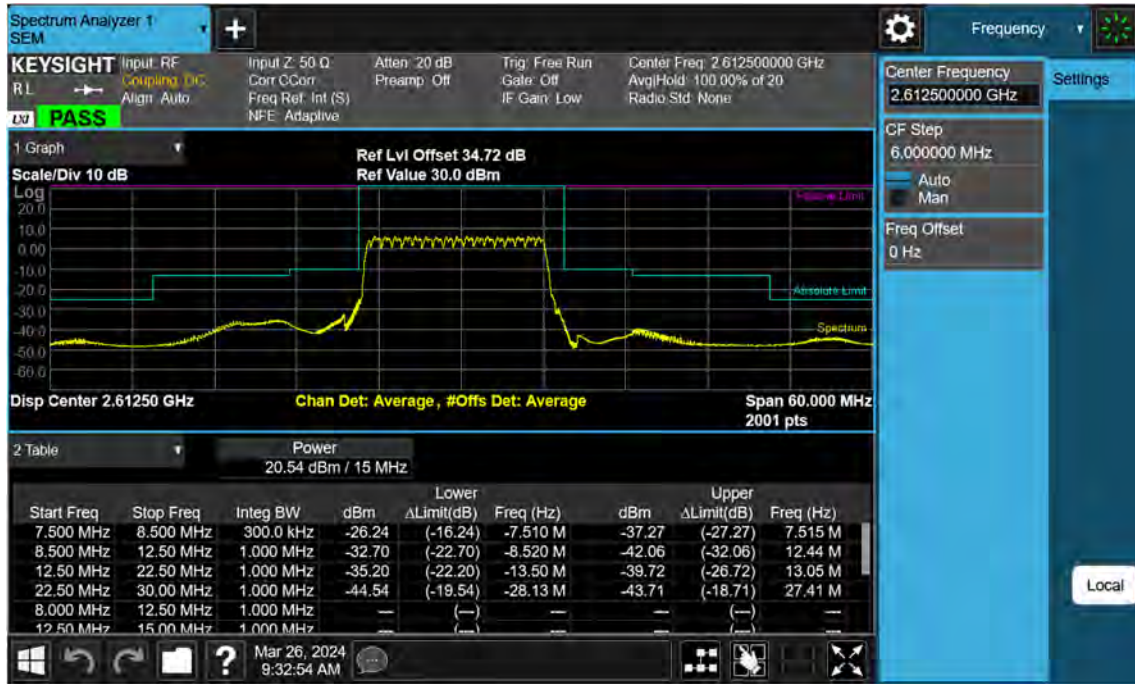 Spectrum Analyzer 1
SEM
Frequency
KEYSIGHT
R L
LXI
PASS
Input: RF
Coupling: DC
Align: Auto
Input Z: 50 Ω
Corr CCorr
Freq Ref: Int (S)
NFE: Adaptive
Atten: 20 dB
Preamp: Off
Trig: Free Run
Gate: Off
IF Gain: Low
Center Freq: 2.612500000 GHz
Avg|Hold: 100.00% of 20
Radio Std: None
Center Frequency
2.612500000 GHz
Settings
CF Step
6.000000 MHz
Auto
Man
Freq Offset
0 Hz
1 Graph
Scale/Div 10 dB
Ref Lvl Offset 34.72 dB
Ref Value 30.0 dBm
Log
20.0
10.0
0.00
-10.0
-20.0
-30.0
-40.0
-50.0
-60.0
Relative Limit
Absolute Limit
Spectrum
Disp Center 2.61250 GHz
Chan Det: Average , #Offs Det: Average
Span 60.000 MHz
2001 pts
2 Table
Power
20.54 dBm / 15 MHz
Lower Upper
Start Freq Stop Freq Integ BW dBm ΔLimit(dB) Freq (Hz) dBm ΔLimit(dB) Freq (Hz)
7.500 MHz 8.500 MHz 300.0 kHz -26.24 (-16.24) -7.510 M -37.27 (-27.27) 7.515 M
8.500 MHz 12.50 MHz 1.000 MHz -32.70 (-22.70) -8.520 M -42.06 (-32.06) 12.44 M
12.50 MHz 22.50 MHz 1.000 MHz -35.20 (-22.20) -13.50 M -39.72 (-26.72) 13.05 M
22.50 MHz 30.00 MHz 1.000 MHz -44.54 (-19.54) -28.13 M -43.71 (-18.71) 27.41 M
8.000 MHz 12.50 MHz 1.000 MHz --- (---) --- --- (---) ---
12.50 MHz 15.00 MHz 1.000 MHz --- (---) --- --- (---) ---
Local
?
Mar 26, 2024
9:32:54 AM